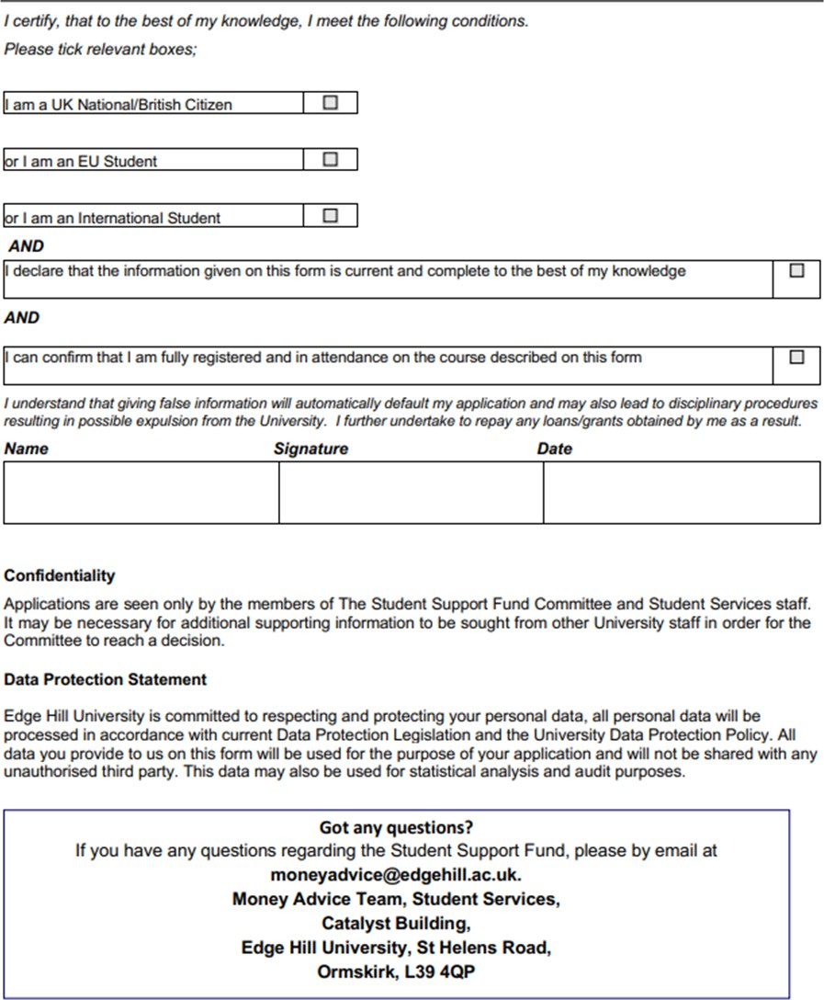 I certify, that to the best of my knowledge, I meet the following conditions.
Please tick relevant boxes;
I am a UK National/British Citizen
or I am an EU Student
or I am an International Student
AND
I declare that the information given on this form is current and complete to the best of my knowledge
AND
I can confirm that I am fully registered and in attendance on the course described on this form
I understand that giving false information will automatically default my application and may also lead to disciplinary procedures
resulting in possible expulsion from the University. I further undertake to repay any loans/grants obtained by me as a result.
Name Signature Date
Confidentiality
Applications are seen only by the members of The Student Support Fund Committee and Student Services staff.
It may be necessary for additional supporting information to be sought from other University staff in order for the
Committee to reach a decision.
Data Protection Statement
Edge Hill University is committed to respecting and protecting your personal data, all personal data will be
processed in accordance with current Data Protection Legislation and the University Data Protection Policy. All
data you provide to us on this form will be used for the purpose of your application and will not be shared with any
unauthorised third party. This data may also be used for statistical analysis and audit purposes.
Got any questions?
If you have any questions regarding the Student Support Fund, please by email at
moneyadvice@edgehill.ac.uk.
Money Advice Team, Student Services,
Catalyst Building,
Edge Hill University, St Helens Road,
Ormskirk, L39 4QP